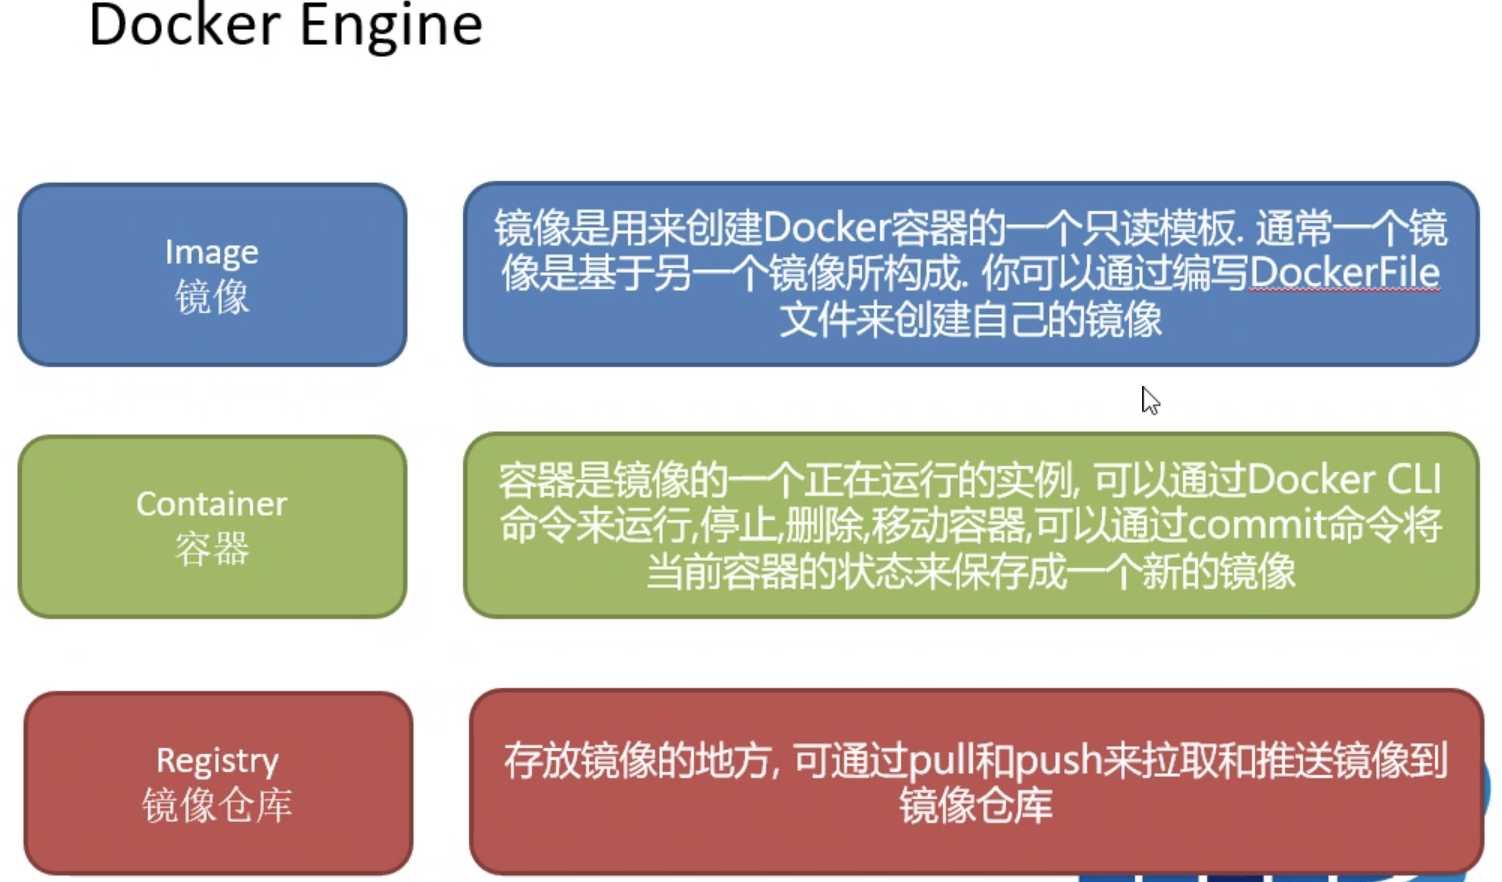 Docker Engine
Image
镜像
镜像是用来创建Docker容器的一个只读模板. 通常一个镜
像是基于另一个镜像所构成. 你可以通过编写DockerFile
文件来创建自己的镜像
Container
容器
容器是镜像的一个正在运行的实例, 可以通过Docker CLI
命令来运行,停止,删除,移动容器,可以通过commit命令将
当前容器的状态来保存成一个新的镜像
Registry
镜像仓库
存放镜像的地方, 可通过pull和push来拉取和推送镜像到
镜像仓库